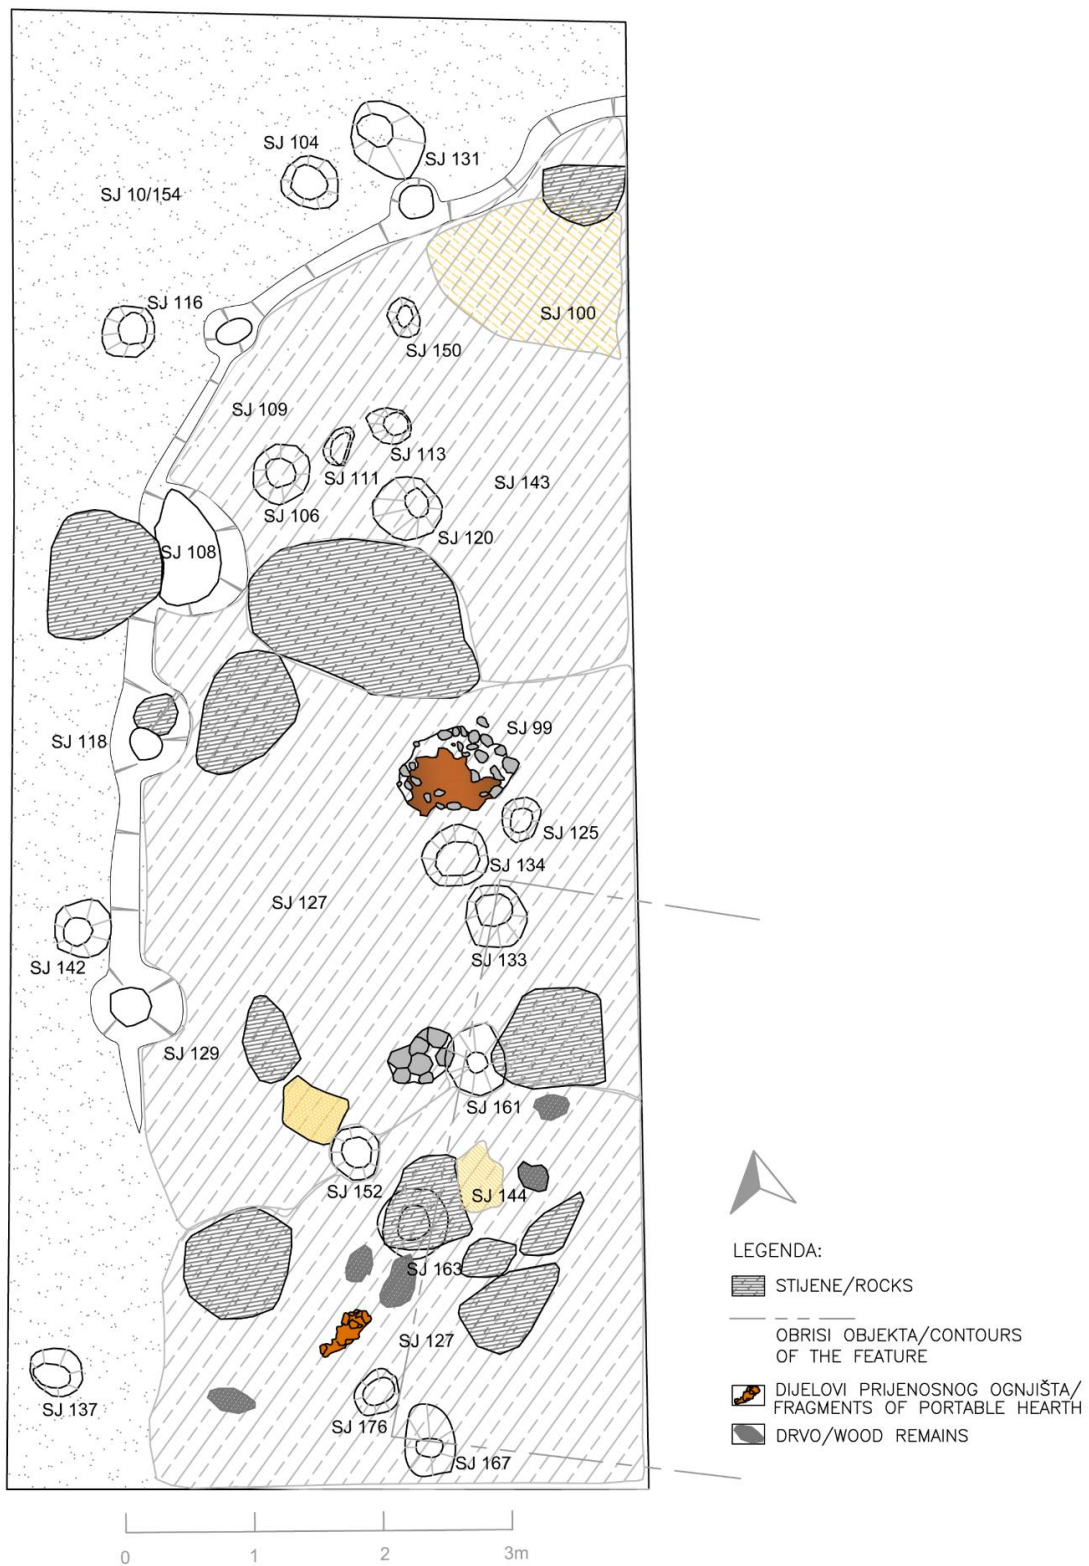 SJ 104
SJ 131
SJ 10/154
SJ 116
SJ 100
SJ 150
SJ 109
SJ 113
SJ 111
SJ 143
SJ 106
SJ 120
SJ 108
SJ 99
SJ 118
SJ 125
SJ 134
SJ 127
SJ 133
SJ 142
SJ 129
SJ 161
SJ 152
SJ 144
SJ 163
SJ 127
SJ 137
SJ 176
SJ 167
LEGENDA:
STIJENE/ROCKS
OBRISI OBJEKTA/CONTOURS
OF THE FEATURE
DIJELOVI PRIJENOSNOG OGNJIŠTA/
FRAGMENTS OF PORTABLE HEARTH
DRVO/WOOD REMAINS
0 1 2 3m